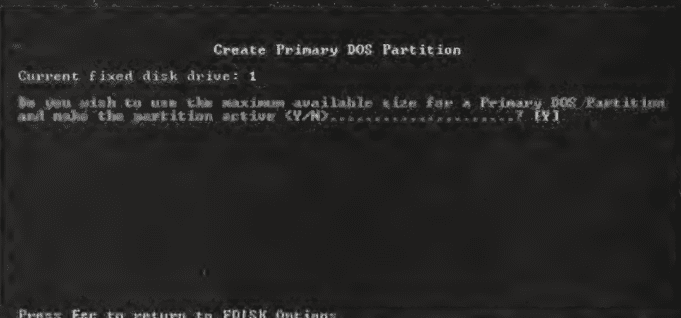 Create Primary DOS Partition
Current fixed disk drive: 1
Do you wish to use the maximum available size for a Primary DOS Partition
and make the partition active (Y/N).......................? [Y]
Press Esc to return to FDISK Options